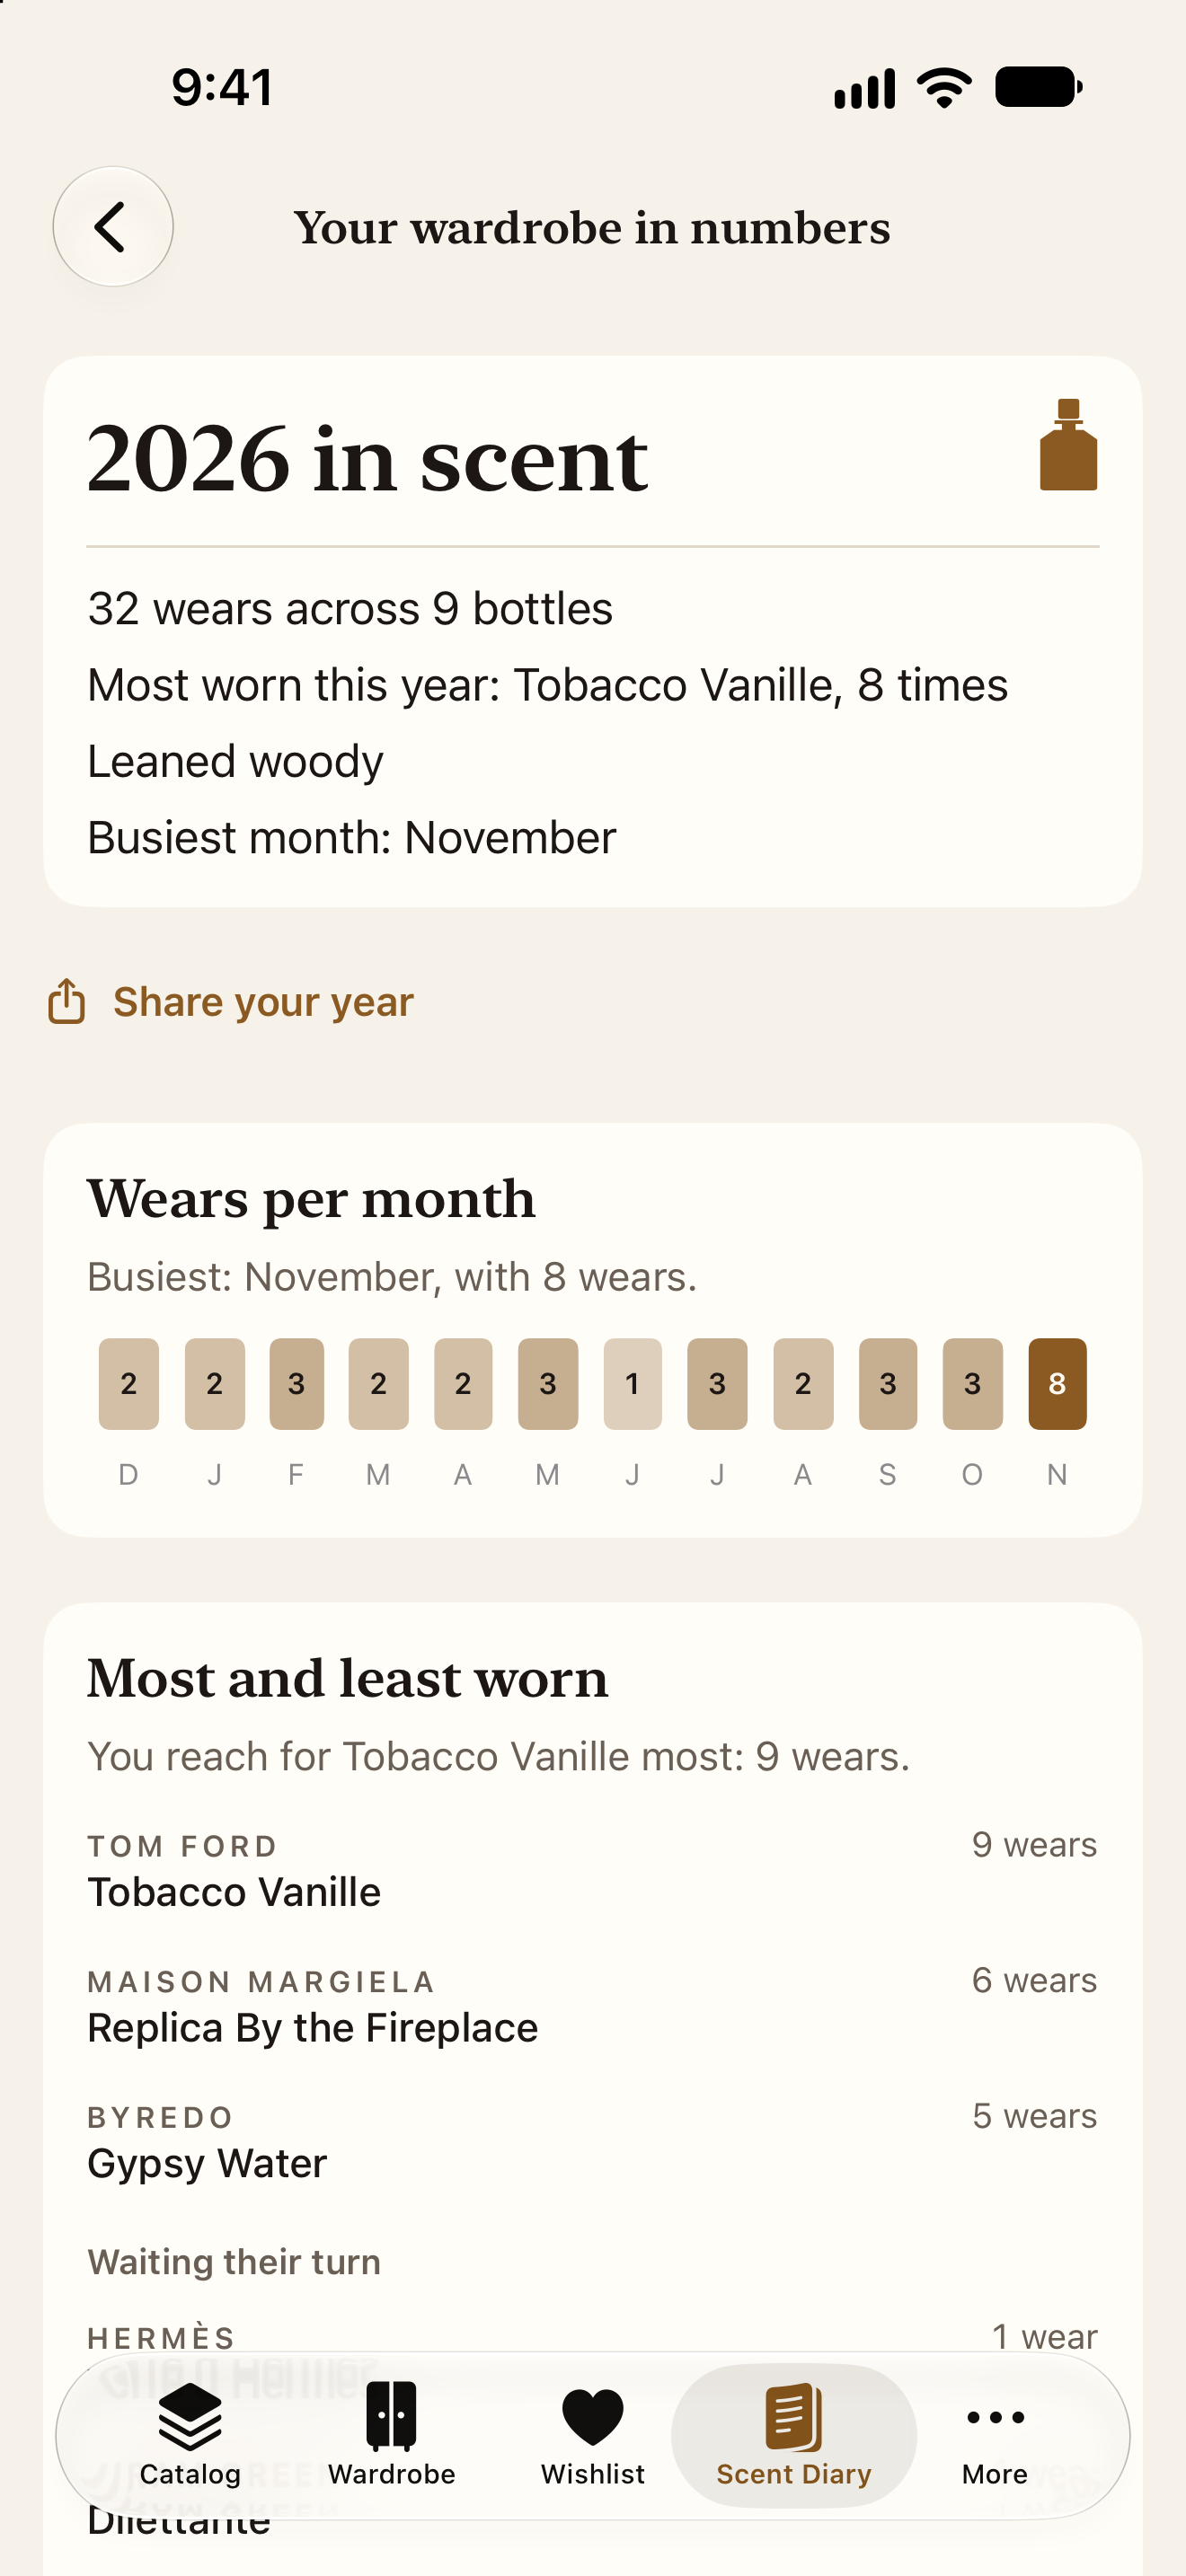 9:41
Your wardrobe in numbers
2026 in scent
32 wears across 9 bottles
Most worn this year: Tobacco Vanille, 8 times
Leaned woody
Busiest month: November
Share your year
Wears per month
Busiest: November, with 8 wears.
2 2 3 2 2 3 1 3 2 3 3 8
D J F M A M J J A S O N
Most and least worn
You reach for Tobacco Vanille most: 9 wears.
TOM FORD 9 wears
Tobacco Vanille
MAISON MARGIELA 6 wears
Replica By the Fireplace
BYREDO 5 wears
Gypsy Water
Waiting their turn
HERMÈS 1 wear
Catalog Wardrobe Wishlist Scent Diary More
Dilettante